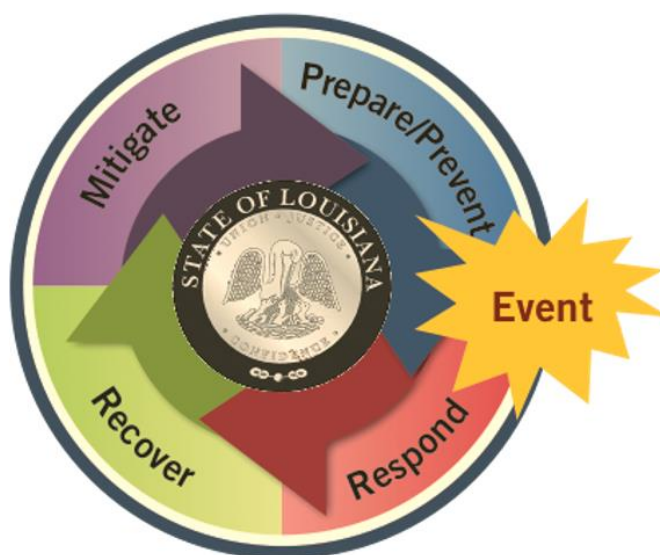 Mitigate
Prepare/Prevent
Event
Respond
Recover
STATE OF LOUISIANA
· UNION · JUSTICE ·
· CONFIDENCE ·